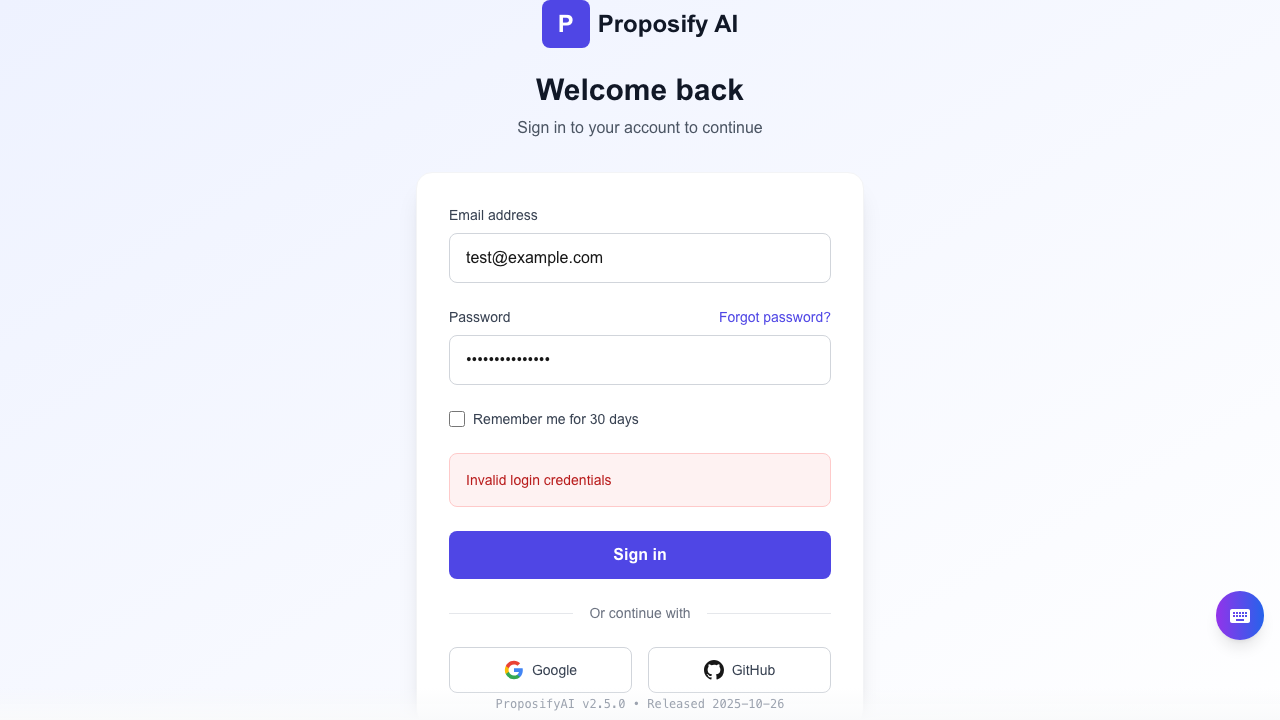 P Proposify AI
Welcome back
Sign in to your account to continue
Email address
test@example.com
Password Forgot password?
•••••••••••••••
Remember me for 30 days
Invalid login credentials
Sign in
Or continue with
Google GitHub
ProposifyAI v2.5.0 • Released 2025-10-26